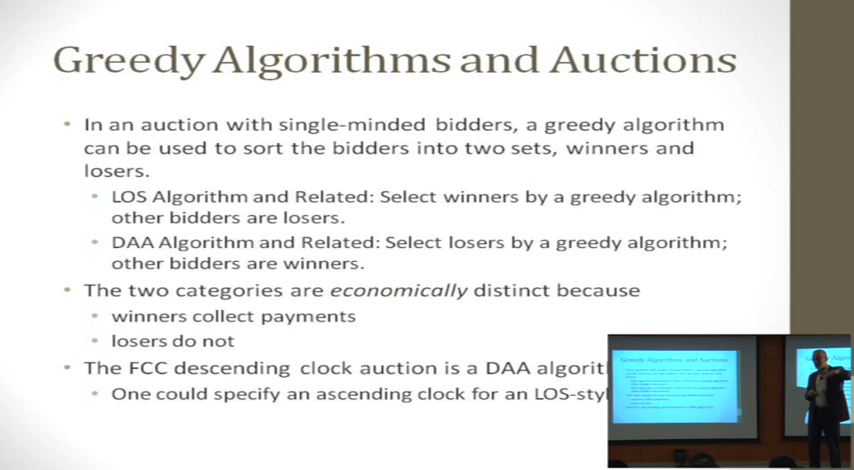 Greedy Algorithms and Auctions
In an auction with single-minded bidders, a greedy algorithm
can be used to sort the bidders into two sets, winners and
losers.
LOS Algorithm and Related: Select winners by a greedy algorithm;
other bidders are losers.
DAA Algorithm and Related: Select losers by a greedy algorithm;
other bidders are winners.
The two categories are economically distinct because
winners collect payments
losers do not
The FCC descending clock auction is a DAA algorit
One could specify an ascending clock for an LOS-styl
Greedy Algorithms and Auctions